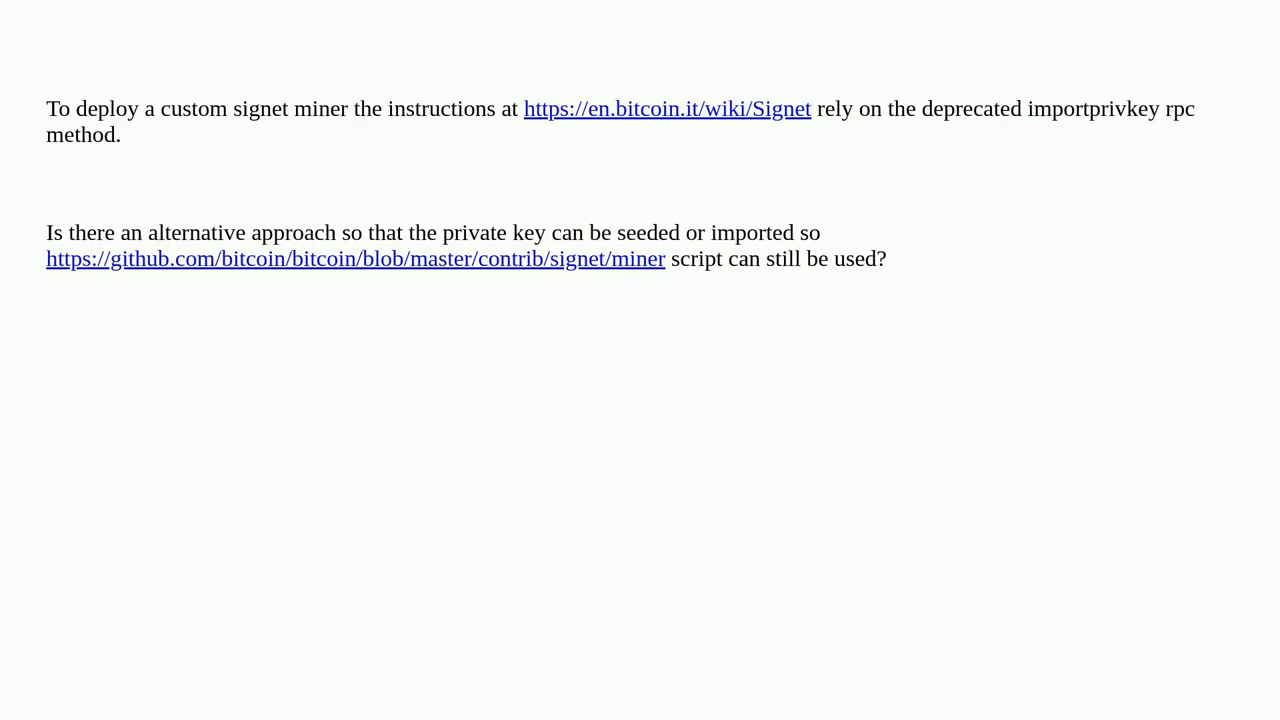 To deploy a custom signet miner the instructions at https://en.bitcoin.it/wiki/Signet rely on the deprecated importprivkey rpc
method.
Is there an alternative approach so that the private key can be seeded or imported so
https://github.com/bitcoin/bitcoin/blob/master/contrib/signet/miner script can still be used?